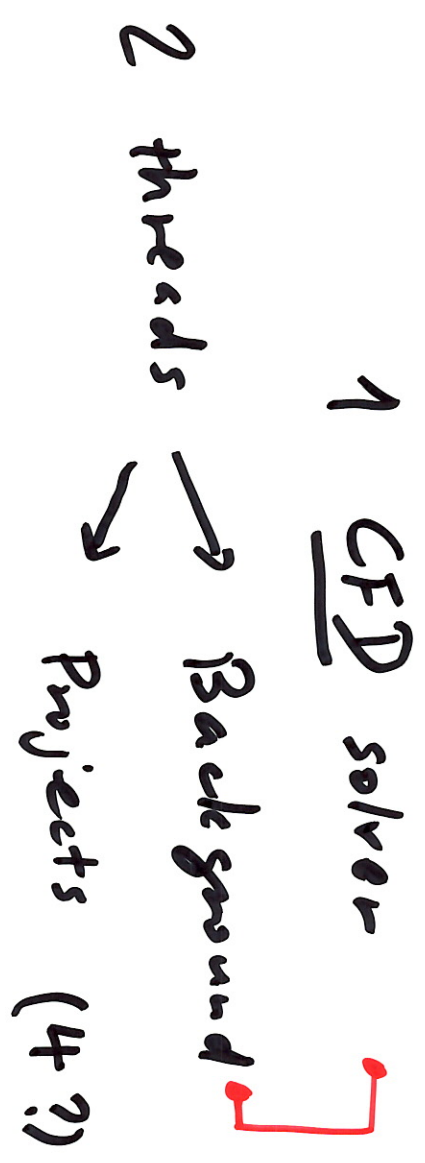 1 CFD solver
2 threads → Background
→ Projects (4?)